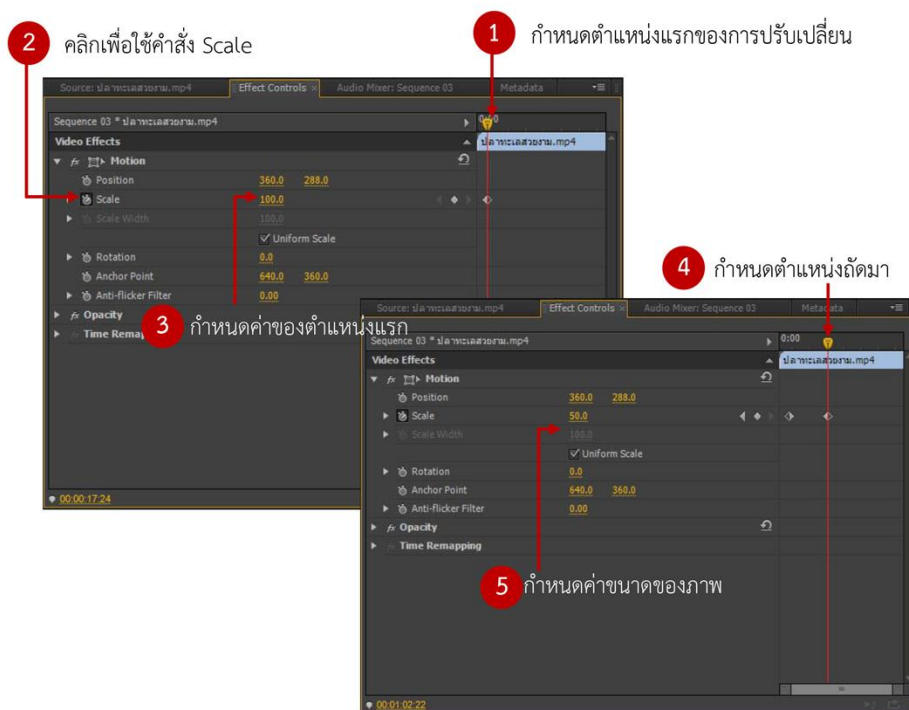 2 คลิกเพื่อใช้คำสั่ง Scale
1 กำหนดตำแหน่งแรกของการปรับเปลี่ยน
Source: ปลาทะเลสวยงาม.mp4 Effect Controls × Audio Mixer: Sequence 03 Metadata
Sequence 03 * ปลาทะเลสวยงาม.mp4
Video Effects ปลาทะเลสวยงาม.mp4
fx Motion
Position 360.0 288.0
Scale 100.0
Scale Width 100.0
Uniform Scale
Rotation 0.0
Anchor Point 640.0 360.0
Anti-flicker Filter 0.00
fx Opacity
Time Remap
00:00:17:24
3 กำหนดค่าของตำแหน่งแรก
4 กำหนดตำแหน่งถัดมา
Source: ปลาทะเลสวยงาม.mp4 Effect Controls × Audio Mixer: Sequence 03 Metadata
Sequence 03 * ปลาทะเลสวยงาม.mp4 0:00
Video Effects ปลาทะเลสวยงาม.mp4
fx Motion
Position 360.0 288.0
Scale 50.0
Scale Width 100.0
Uniform Scale
Rotation 0.0
Anchor Point 640.0 360.0
Anti-flicker Filter 0.00
fx Opacity
fx Time Remapping
5 กำหนดค่าขนาดของภาพ
00:01:02:22